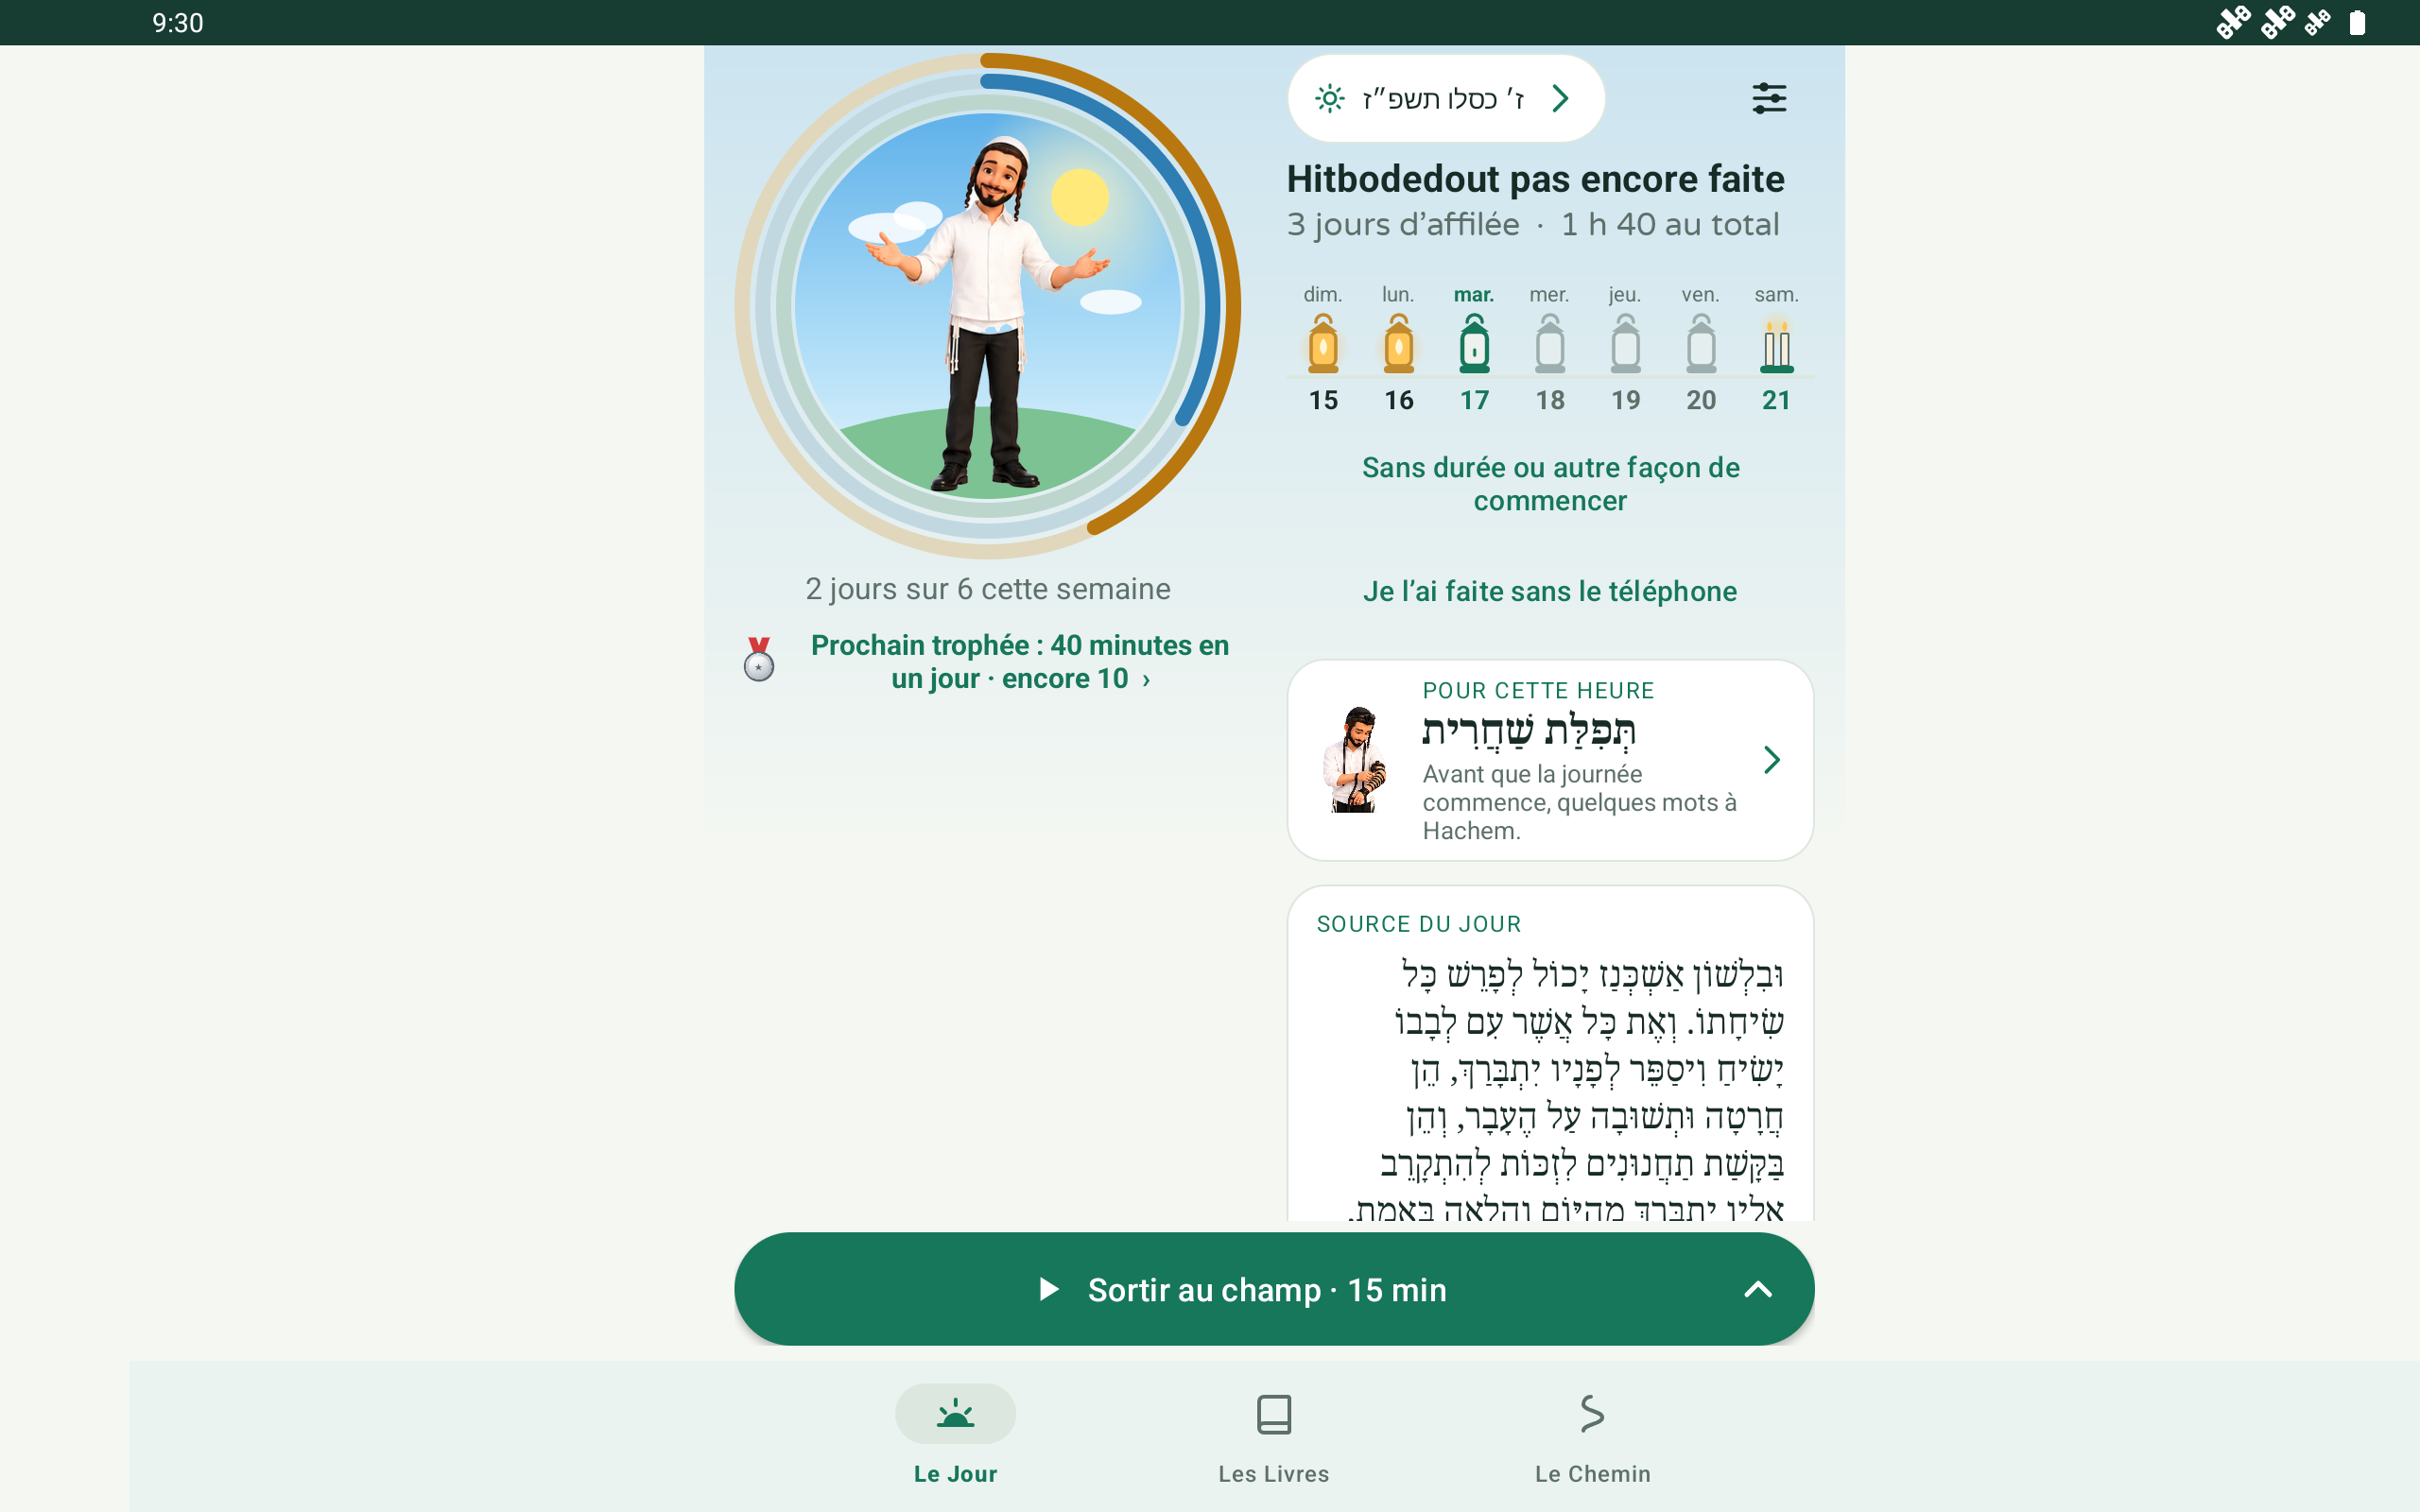 9:30
ז׳ כסלו תשפ״ז
Hitbodedout pas encore faite
3 jours d’affilée · 1 h 40 au total
dim. lun. mar. mer. jeu. ven. sam.
15 16 17 18 19 20 21
Sans durée ou autre façon de
commencer
Je l’ai faite sans le téléphone
2 jours sur 6 cette semaine
Prochain trophée : 40 minutes en
un jour · encore 10 ›
POUR CETTE HEURE
תְּפִלַּת שַׁחֲרִית
Avant que la journée
commence, quelques mots à
Hachem.
SOURCE DU JOUR
וּבִלְשׁוֹן אַשְׁכְּנַז יָכוֹל לְפָרֵשׁ כָּל
שִׂיחָתוֹ. וְאֶת כָּל אֲשֶׁר עִם לְבָבוֹ
יָשִׂיחַ וִיסַפֵּר לְפָנָיו יִתְבָּרַךְ, הֵן
חֲרָטָה וּתְשׁוּבָה עַל הֶעָבָר, וְהֵן
בַּקָּשַׁת תַּחֲנוּנִים לִזְכּוֹת לְהִתְקָרֵב
אֵלָיו יִתְבָּרַךְ מֵהַיּוֹם וָהָלְאָה בֶּאֱמֶת.
Sortir au champ · 15 min
Le Jour
Les Livres
Le Chemin